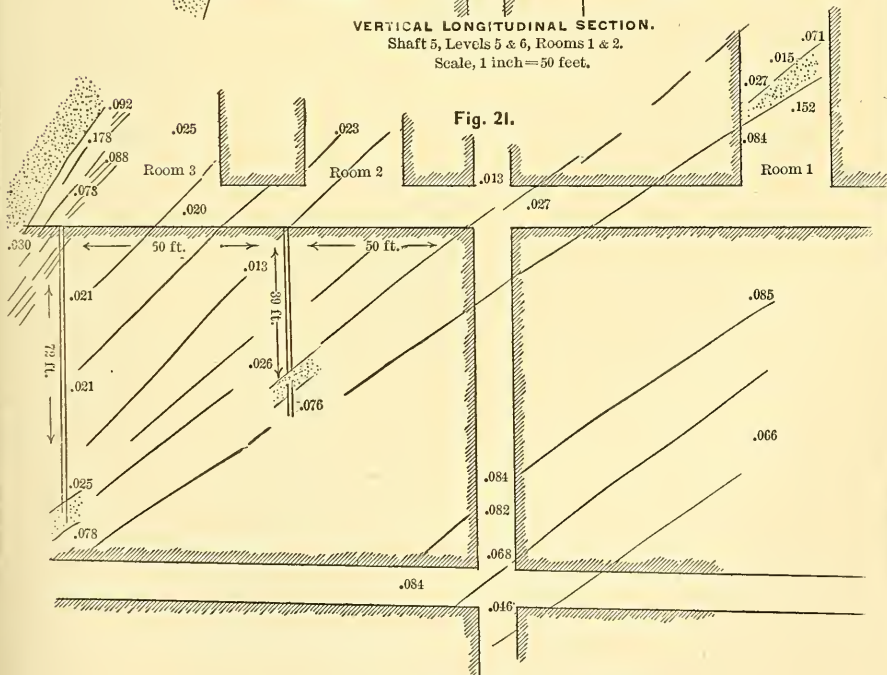 VERTICAL LONGITUDINAL SECTION.
Shaft 5, Levels 5 & 6, Rooms 1 & 2.
Scale, 1 inch=50 feet.
Fig. 21.
.071
.015
.027
.152
.084
Room 1
.092
.178
.088
.073
.025
Room 3
.020
.023
Room 2
.013
.027
.030
50 ft.
50 ft.
.013
39 ft.
.021
.085
72 ft.
.026
.021
.076
.066
.025
.084
.082
.078
.068
.084
.046